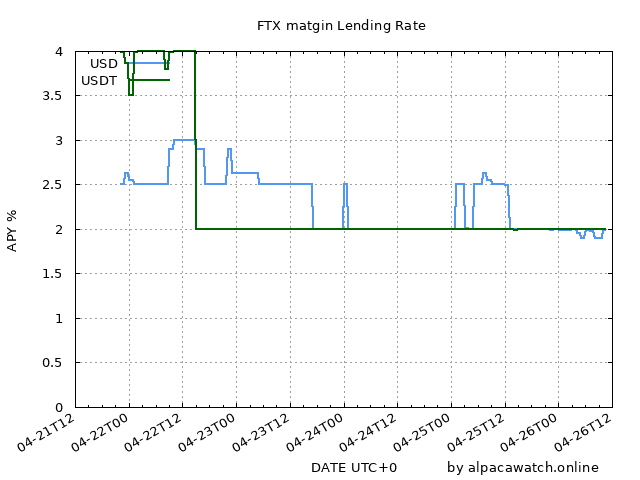 FTX matgin Lending Rate
4
USD
USDT
3.5
3
2.5
2
APY %
1.5
1
0.5
0
04-21T12
04-22T00
04-22T12
04-23T00
04-23T12
04-24T00
04-24T12
04-25T00
04-25T12
04-26T00
04-26T12
DATE UTC+0
by alpacawatch.online